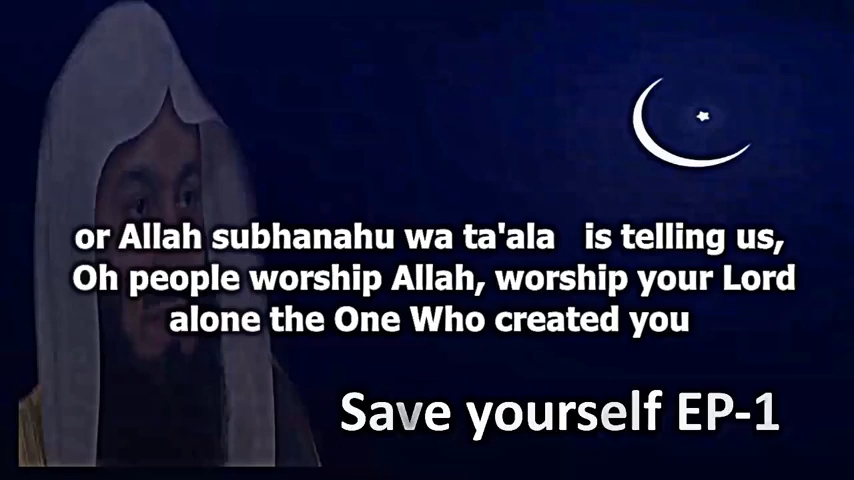 or Allah subhanahu wa ta'ala is telling us,
Oh people worship Allah, worship your Lord
alone the One Who created you
Save yourself EP-1